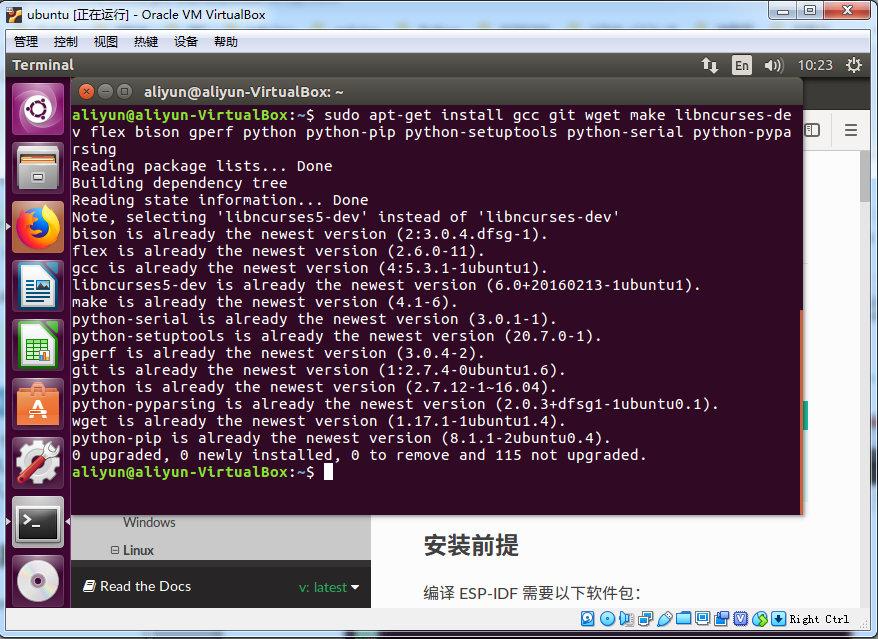 ubuntu [正在运行] - Oracle VM VirtualBox
管理 控制 视图 热键 设备 帮助
Terminal En 10:23
aliyun@aliyun-VirtualBox: ~
aliyun@aliyun-VirtualBox:~$ sudo apt-get install gcc git wget make libncurses-de
v flex bison gperf python python-pip python-setuptools python-serial python-pypa
rsing
Reading package lists... Done
Building dependency tree
Reading state information... Done
Note, selecting 'libncurses5-dev' instead of 'libncurses-dev'
bison is already the newest version (2:3.0.4.dfsg-1).
flex is already the newest version (2.6.0-11).
gcc is already the newest version (4:5.3.1-1ubuntu1).
libncurses5-dev is already the newest version (6.0+20160213-1ubuntu1).
make is already the newest version (4.1-6).
python-serial is already the newest version (3.0.1-1).
python-setuptools is already the newest version (20.7.0-1).
gperf is already the newest version (3.0.4-2).
git is already the newest version (1:2.7.4-0ubuntu1.6).
python is already the newest version (2.7.12-1~16.04).
python-pyparsing is already the newest version (2.0.3+dfsg1-1ubuntu0.1).
wget is already the newest version (1.17.1-1ubuntu1.4).
python-pip is already the newest version (8.1.1-2ubuntu0.4).
0 upgraded, 0 newly installed, 0 to remove and 115 not upgraded.
aliyun@aliyun-VirtualBox:~$
Windows
Linux
Read the Docs v: latest
安装前提
编译 ESP-IDF 需要以下软件包：
Right Ctrl